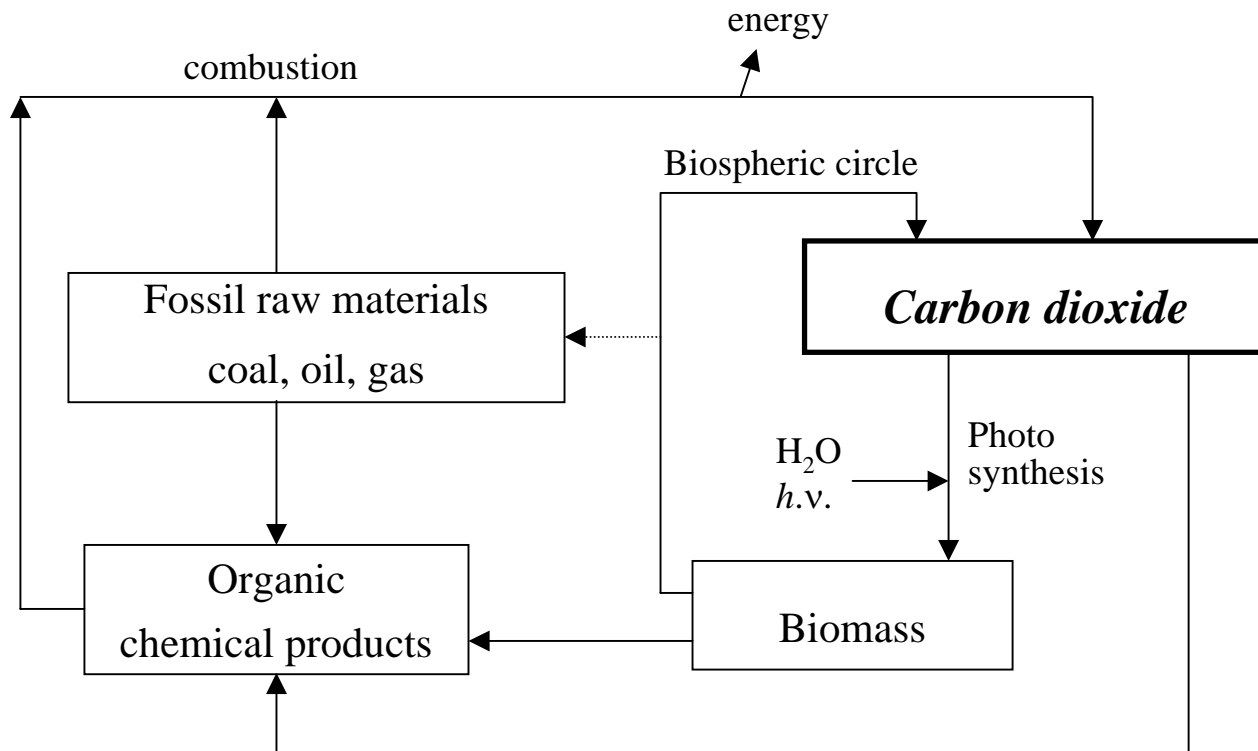 energy
combustion
Biospheric circle
Fossil raw materials
coal, oil, gas
Carbon dioxide
H₂O
h.ν.
Photo
synthesis
Organic
chemical products
Biomass